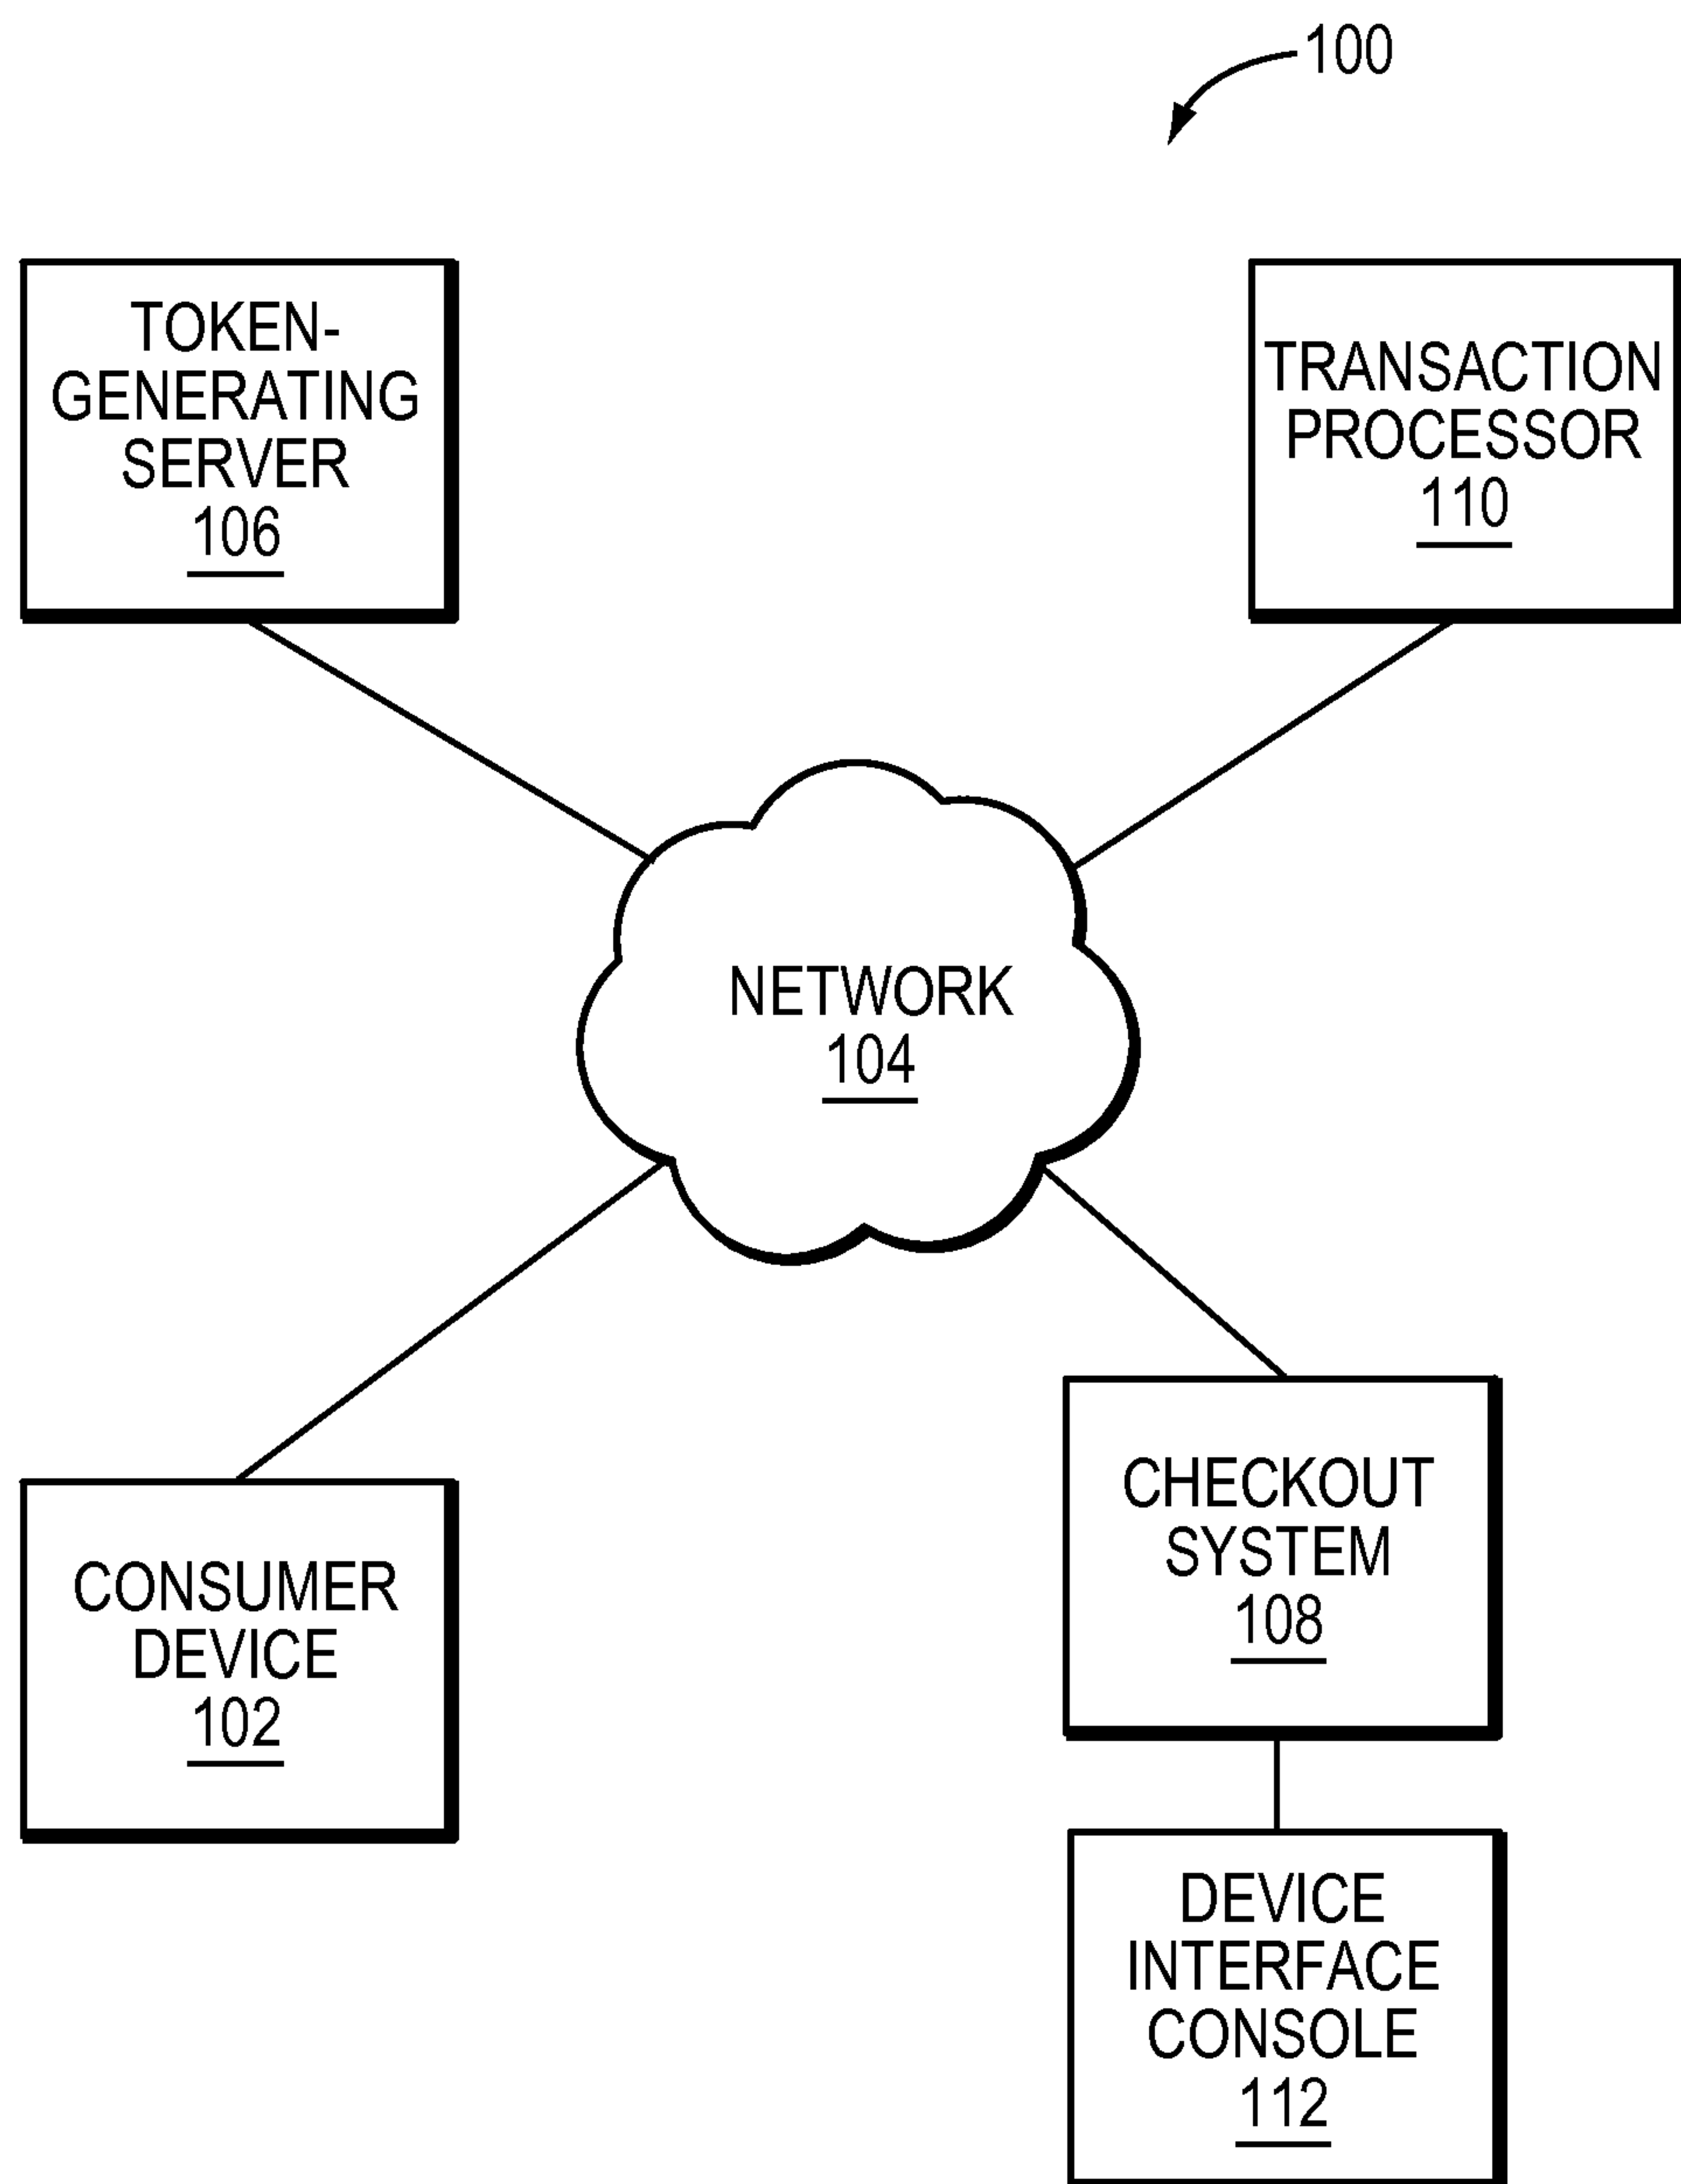 100
TOKEN-
GENERATING
SERVER
106
TRANSACTION
PROCESSOR
110
NETWORK
104
CONSUMER
DEVICE
102
CHECKOUT
SYSTEM
108
DEVICE
INTERFACE
CONSOLE
112